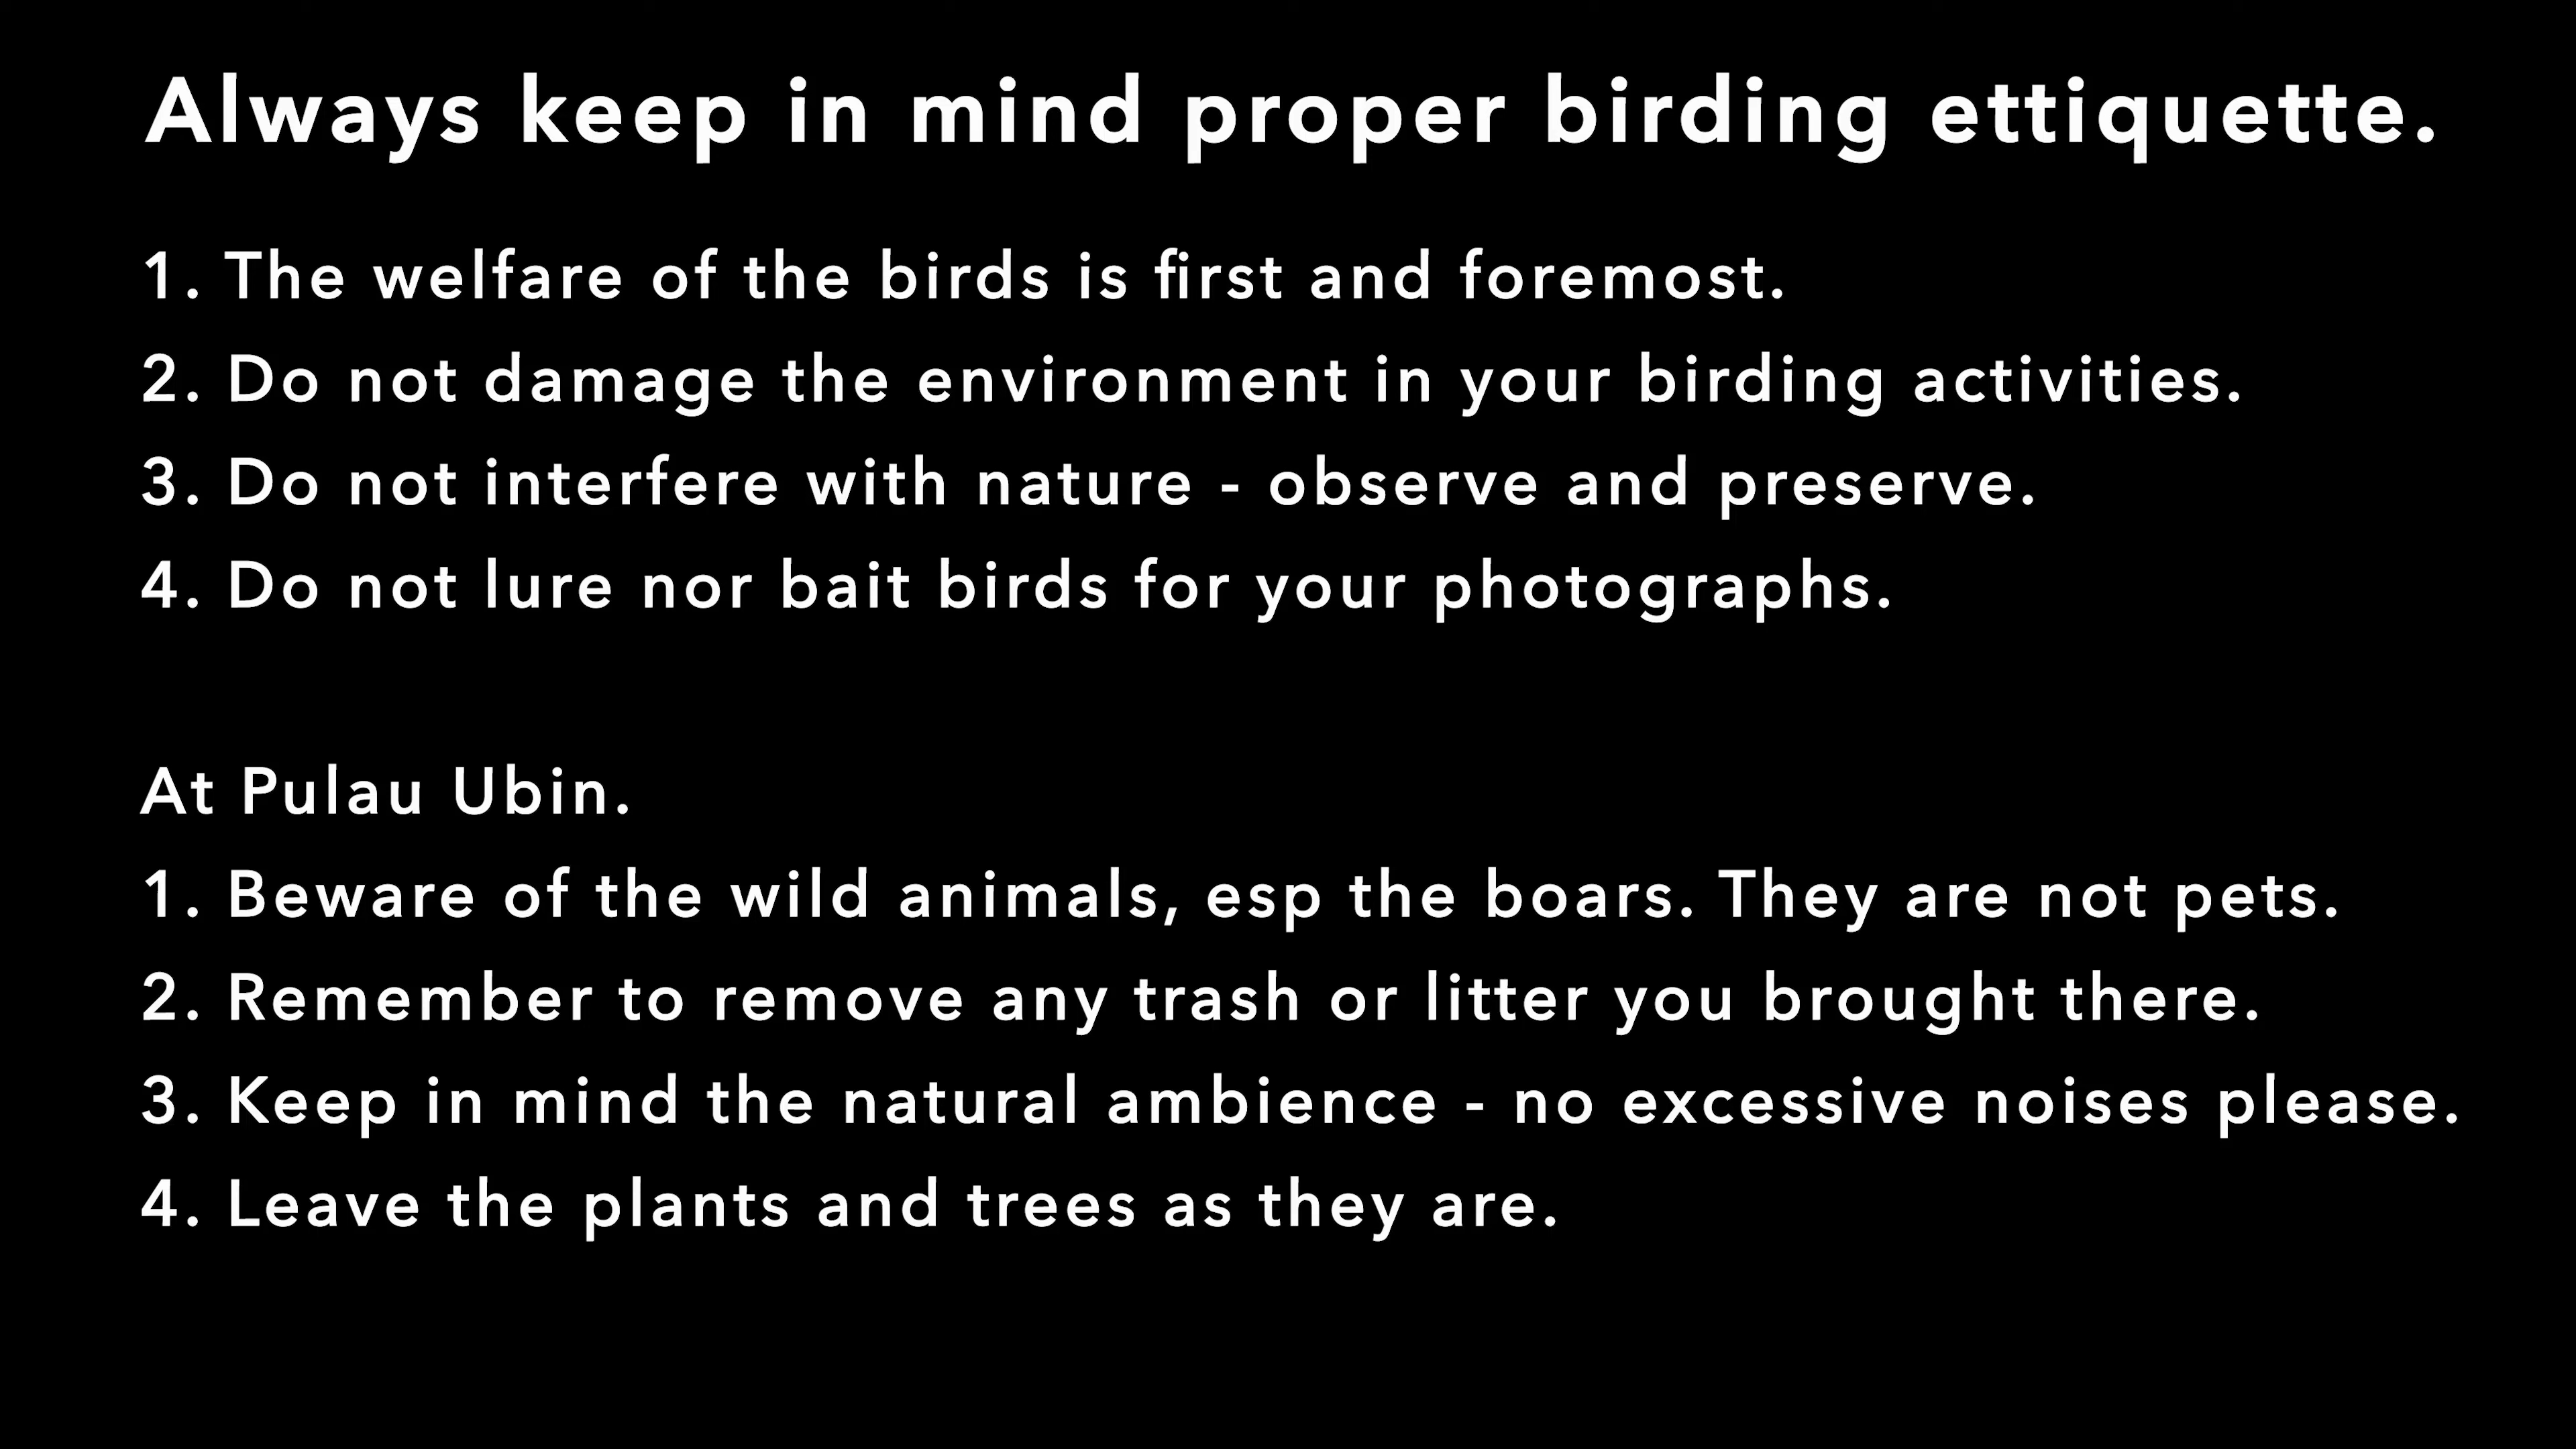 Always keep in mind proper birding ettiquette.
1. The welfare of the birds is first and foremost.
2. Do not damage the environment in your birding activities.
3. Do not interfere with nature - observe and preserve.
4. Do not lure nor bait birds for your photographs.
At Pulau Ubin.
1. Beware of the wild animals, esp the boars. They are not pets.
2. Remember to remove any trash or litter you brought there.
3. Keep in mind the natural ambience - no excessive noises please.
4. Leave the plants and trees as they are.